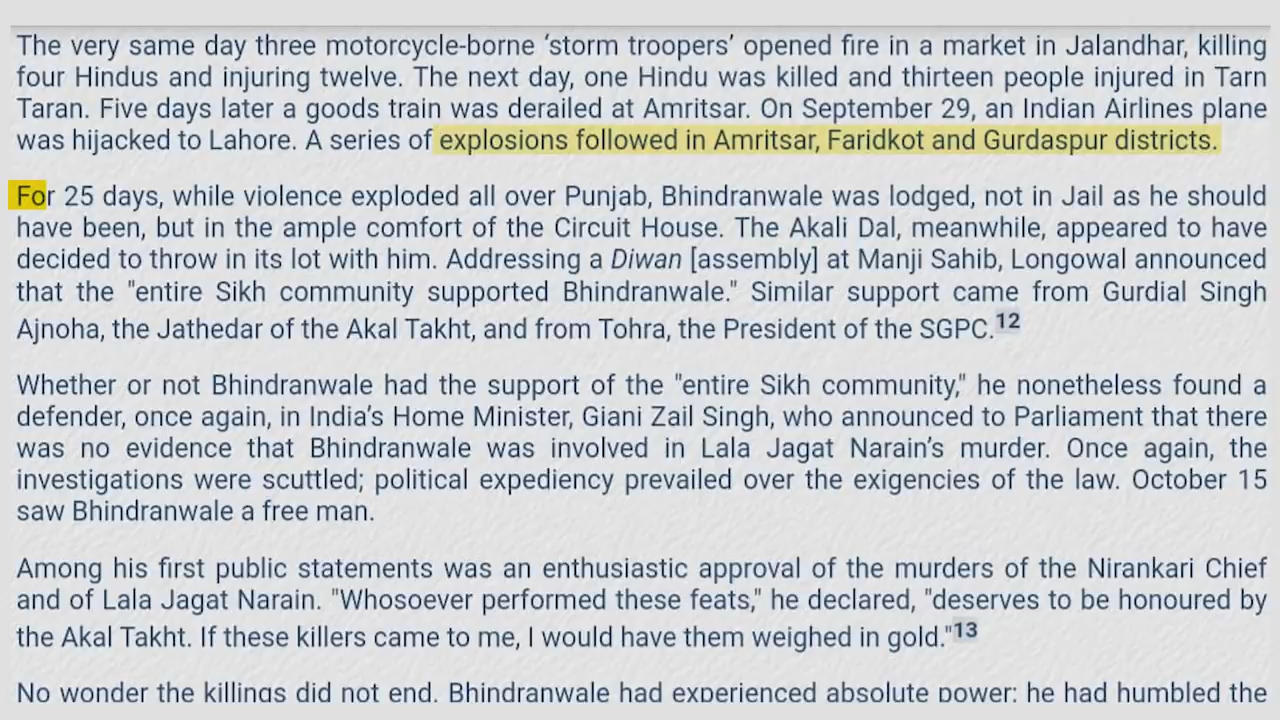 The very same day three motorcycle-borne ‘storm troopers’ opened fire in a market in Jalandhar, killing
four Hindus and injuring twelve. The next day, one Hindu was killed and thirteen people injured in Tarn
Taran. Five days later a goods train was derailed at Amritsar. On September 29, an Indian Airlines plane
was hijacked to Lahore. A series of explosions followed in Amritsar, Faridkot and Gurdaspur districts.
For 25 days, while violence exploded all over Punjab, Bhindranwale was lodged, not in Jail as he should
have been, but in the ample comfort of the Circuit House. The Akali Dal, meanwhile, appeared to have
decided to throw in its lot with him. Addressing a Diwan [assembly] at Manji Sahib, Longowal announced
that the "entire Sikh community supported Bhindranwale." Similar support came from Gurdial Singh
Ajnoha, the Jathedar of the Akal Takht, and from Tohra, the President of the SGPC.12
Whether or not Bhindranwale had the support of the "entire Sikh community," he nonetheless found a
defender, once again, in India’s Home Minister, Giani Zail Singh, who announced to Parliament that there
was no evidence that Bhindranwale was involved in Lala Jagat Narain’s murder. Once again, the
investigations were scuttled; political expediency prevailed over the exigencies of the law. October 15
saw Bhindranwale a free man.
Among his first public statements was an enthusiastic approval of the murders of the Nirankari Chief
and of Lala Jagat Narain. "Whosoever performed these feats," he declared, "deserves to be honoured by
the Akal Takht. If these killers came to me, I would have them weighed in gold."13
No wonder the killings did not end. Bhindranwale had experienced absolute power: he had humbled the